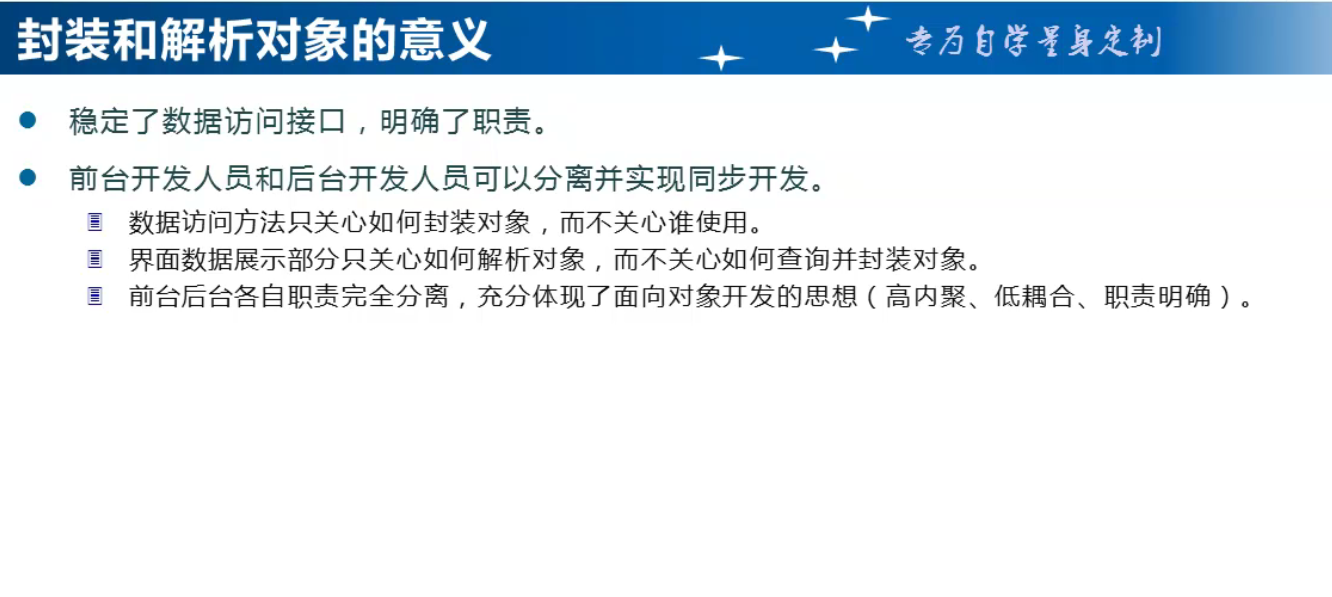 封装和解析对象的意义
专为自学量身定制
稳定了数据访问接口，明确了职责。
前台开发人员和后台开发人员可以分离并实现同步开发。
数据访问方法只关心如何封装对象，而不关心谁使用。
界面数据展示部分只关心如何解析对象，而不关心如何查询并封装对象。
前台后台各自职责完全分离，充分体现了面向对象开发的思想（高内聚、低耦合、职责明确）。